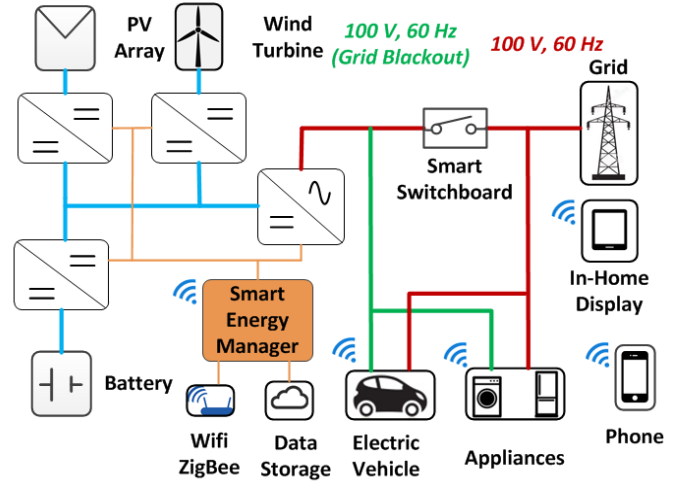 PV
Array
Wind
Turbine
100 V, 60 Hz
(Grid Blackout)
100 V, 60 Hz
Grid
Smart
Switchboard
In-Home
Display
Smart
Energy
Manager
Battery
Wifi
ZigBee
Data
Storage
Electric
Vehicle
Appliances
Phone